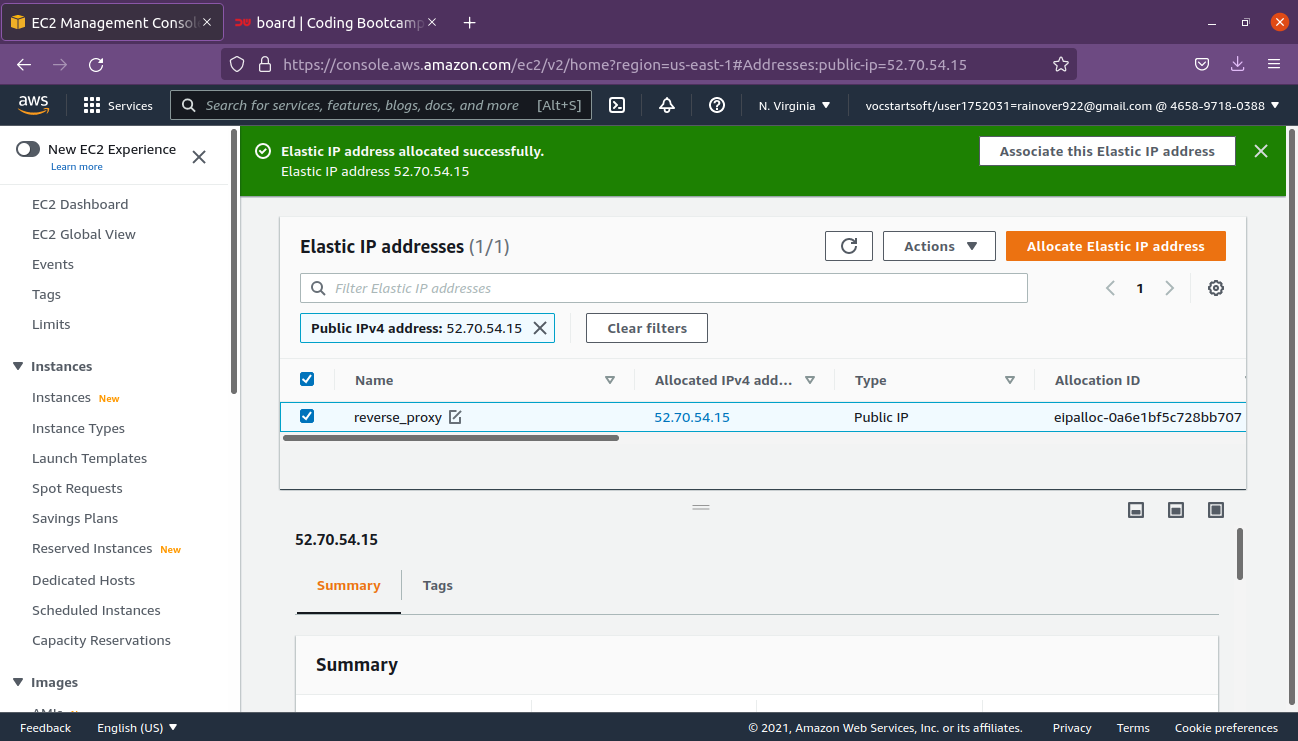 EC2 Management Consol
board | Coding Bootcamp
https://console.aws.amazon.com/ec2/v2/home?region=us-east-1#Addresses:public-ip=52.70.54.15
aws
Services
Search for services, features, blogs, docs, and more [Alt+S]
N. Virginia
vocstartsoft/user1752031=rainover922@gmail.com @ 4658-9718-0388
New EC2 Experience
Learn more
EC2 Dashboard
EC2 Global View
Events
Tags
Limits
Instances
Instances New
Instance Types
Launch Templates
Spot Requests
Savings Plans
Reserved Instances New
Dedicated Hosts
Scheduled Instances
Capacity Reservations
Images
Elastic IP address allocated successfully.
Elastic IP address 52.70.54.15
Associate this Elastic IP address
Elastic IP addresses (1/1)
Actions
Allocate Elastic IP address
Filter Elastic IP addresses
1
Public IPv4 address: 52.70.54.15
Clear filters
Name
Allocated IPv4 add...
Type
Allocation ID
reverse_proxy
52.70.54.15
Public IP
eipalloc-0a6e1bf5c728bb707
52.70.54.15
Summary
Tags
Summary
Feedback
English (US)
© 2021, Amazon Web Services, Inc. or its affiliates.
Privacy
Terms
Cookie preferences